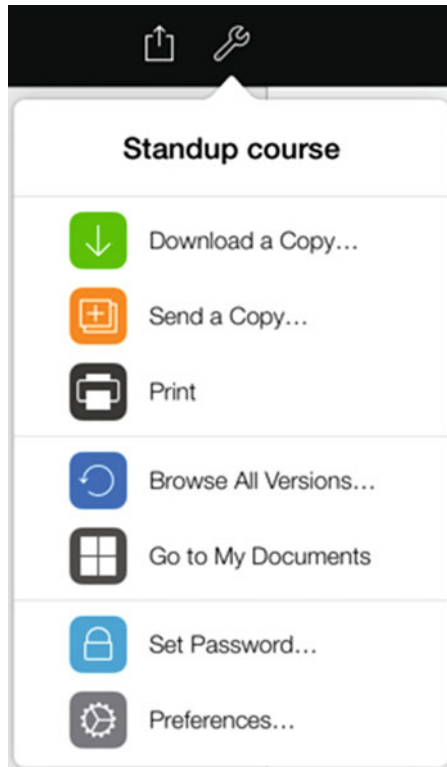 Standup course
Download a Copy...
Send a Copy...
Print
Browse All Versions...
Go to My Documents
Set Password...
Preferences...